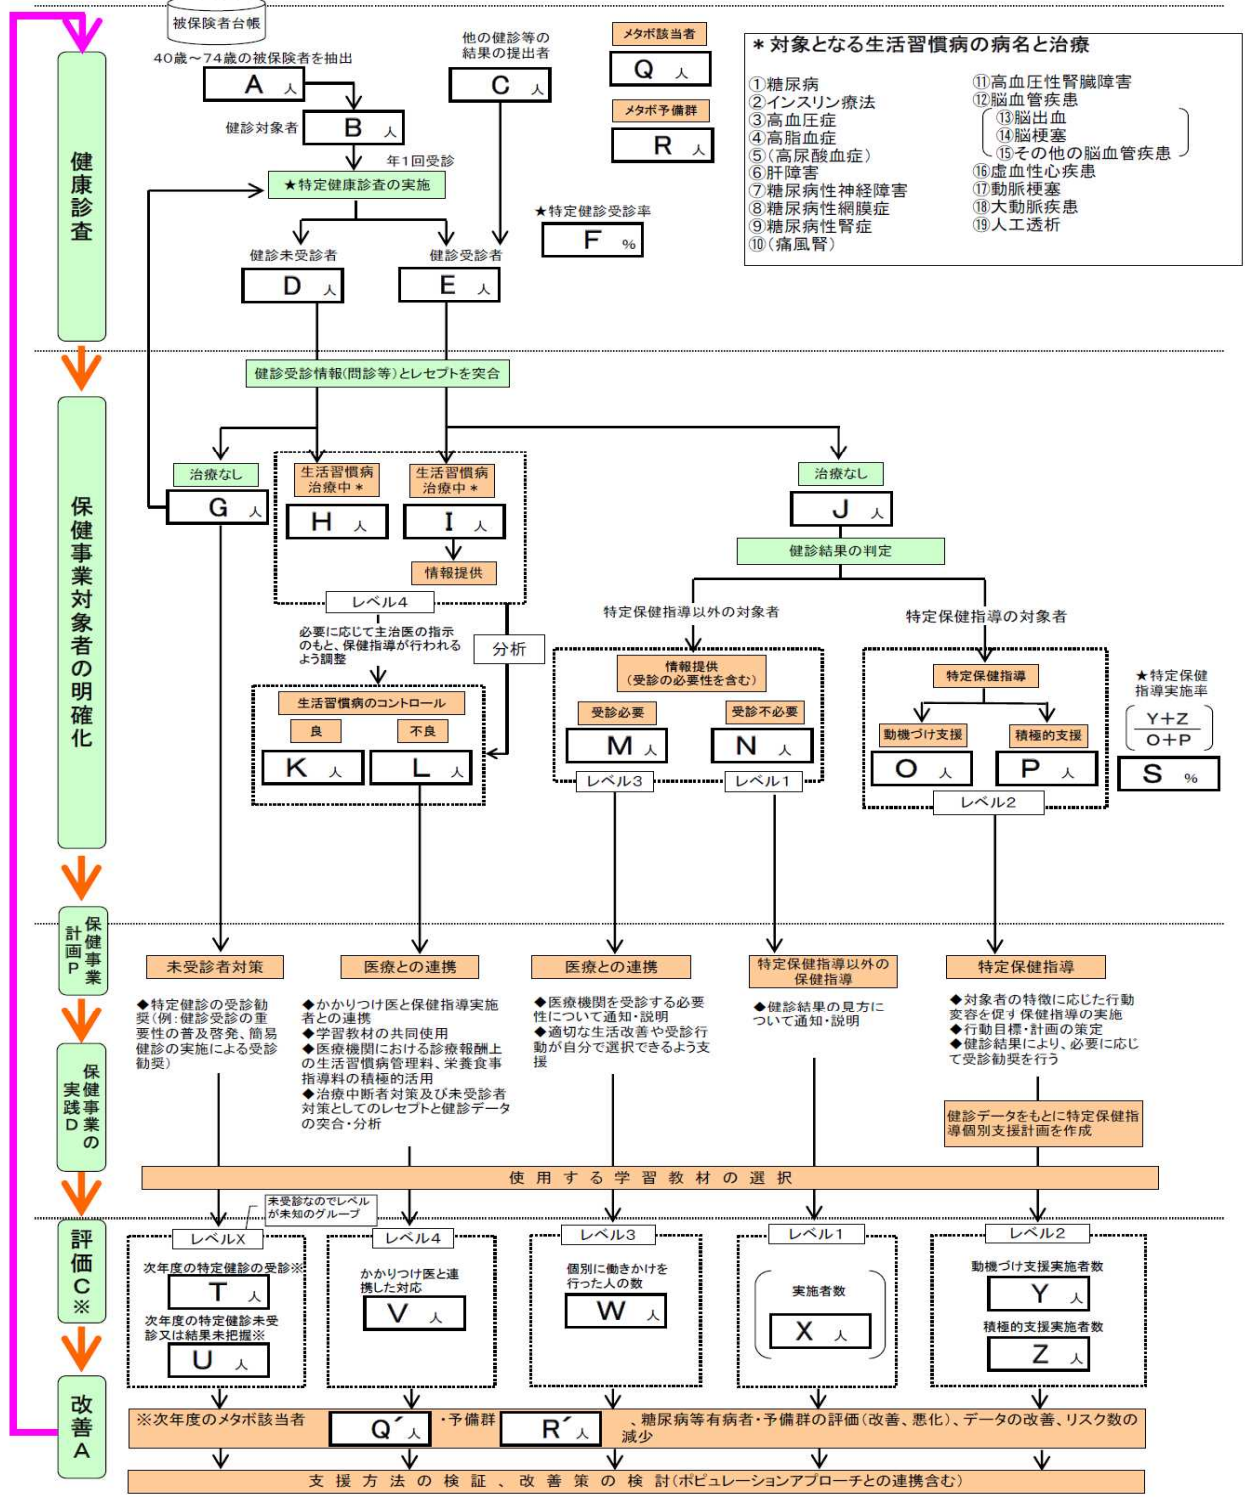 被保険者台帳
40歳～74歳の被保険者を抽出
A 人
健診対象者
B 人
年1回受診
他の健診等の
結果の提出者
C 人
メタボ該当者
Q 人
メタボ予備群
R 人
＊対象となる生活習慣病の病名と治療
①糖尿病
②インスリン療法
③高血圧症
④高脂血症
⑤(高尿酸血症)
⑥肝障害
⑦糖尿病性神経障害
⑧糖尿病性網膜症
⑨糖尿病性腎症
⑩(痛風腎)
⑪高血圧性腎臓障害
⑫脳血管疾患
⑬脳出血
⑭脳梗塞
⑮その他の脳血管疾患
⑯虚血性心疾患
⑰動脈梗塞
⑱大動脈疾患
⑲人工透析
健康診査
★特定健康診査の実施
★特定健診受診率
F %
健診未受診者
D 人
健診受診者
E 人
健診受診情報(問診等)とレセプトを突合
保健事業対象者の明確化
治療なし
G 人
生活習慣病
治療中＊
H 人
生活習慣病
治療中＊
I 人
情報提供
レベル4
治療なし
J 人
健診結果の判定
必要に応じて主治医の指示
のもと、保健指導が行われる
よう調整
分析
特定保健指導以外の対象者
特定保健指導の対象者
生活習慣病のコントロール
良
不良
K 人
L 人
情報提供
(受診の必要性を含む)
受診必要
受診不必要
M 人
N 人
レベル3
レベル1
特定保健指導
動機づけ支援
積極的支援
O 人
P 人
レベル2
★特定保健
指導実施率
Y+Z
O+P
S %
保健事業
計画P
未受診者対策
医療との連携
医療との連携
特定保健指導以外の
保健指導
特定保健指導
◆特定健診の受診勧
奨(例:健診受診の重
要性の普及啓発、簡易
健診の実施による受診
勧奨)
◆かかりつけ医と保健指導実施
者との連携
◆学習教材の共同使用
◆医療機関における診療報酬上
の生活習慣病管理料、栄養食事
指導料の積極的活用
◆治療中断者対策及び未受診者
対策としてのレセプトと健診データ
の突合・分析
◆医療機関を受診する必要
性について通知・説明
◆適切な生活改善や受診行
動が自分で選択できるよう支
援
◆健診結果の見方に
ついて通知・説明
◆対象者の特徴に応じた行動
変容を促す保健指導の実施
◆行動目標・計画の策定
◆健診結果により、必要に応じ
て受診勧奨を行う
保健事業の
実践D
健診データをもとに特定保健指
導個別支援計画を作成
使用する学習教材の選択
未受診なのでレベル
が未知のグループ
評価C※
レベルX
次年度の特定健診の受診※
T 人
次年度の特定健診未受
診又は結果未把握※
U 人
レベル4
かかりつけ医と連
携した対応
V 人
レベル3
個別に働きかけを
行った人の数
W 人
レベル1
実施者数
X 人
レベル2
動機づけ支援実施者数
Y 人
積極的支援実施者数
Z 人
改善A
※次年度のメタボ該当者 Q´人 ・予備群 R´人 、糖尿病等有病者・予備群の評価(改善、悪化)、データの改善、リスク数の
減少
支援方法の検証、改善策の検討(ポピュレーションアプローチとの連携含む)